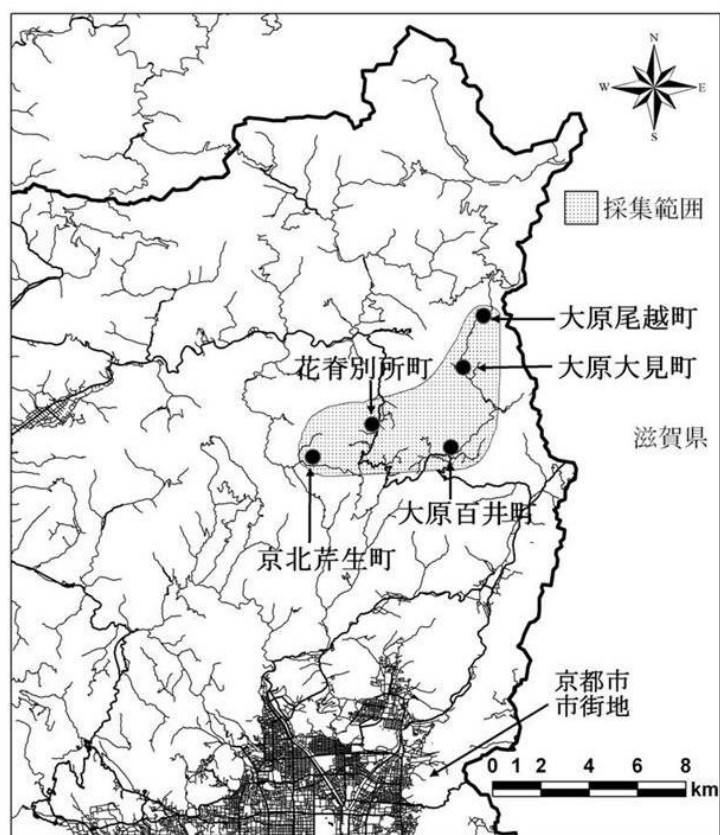 N
W E
S
採集範囲
大原尾越町
花脊別所町
大原大見町
滋賀県
大原百井町
京北芹生町
京都市
市街地
0 1 2 4 6 8
km